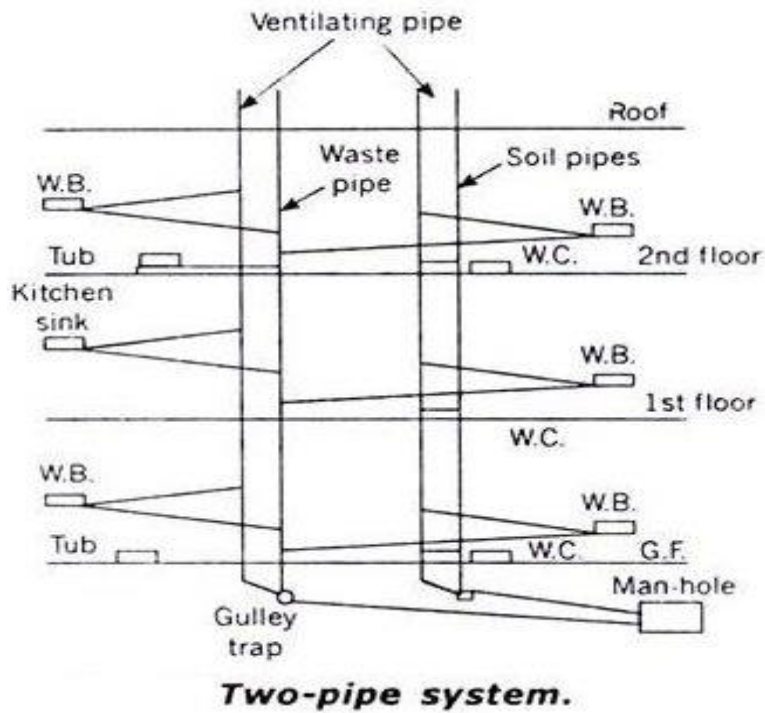 Ventilating pipe
Roof
Waste
pipe
Soil pipes
W.B.
W.B.
Tub
W.C.
2nd floor
Kitchen
sink
W.B.
1st floor
W.C.
W.B.
W.B.
Tub
W.C.
G.F.
Man-hole
Gulley
trap
Two-pipe system.